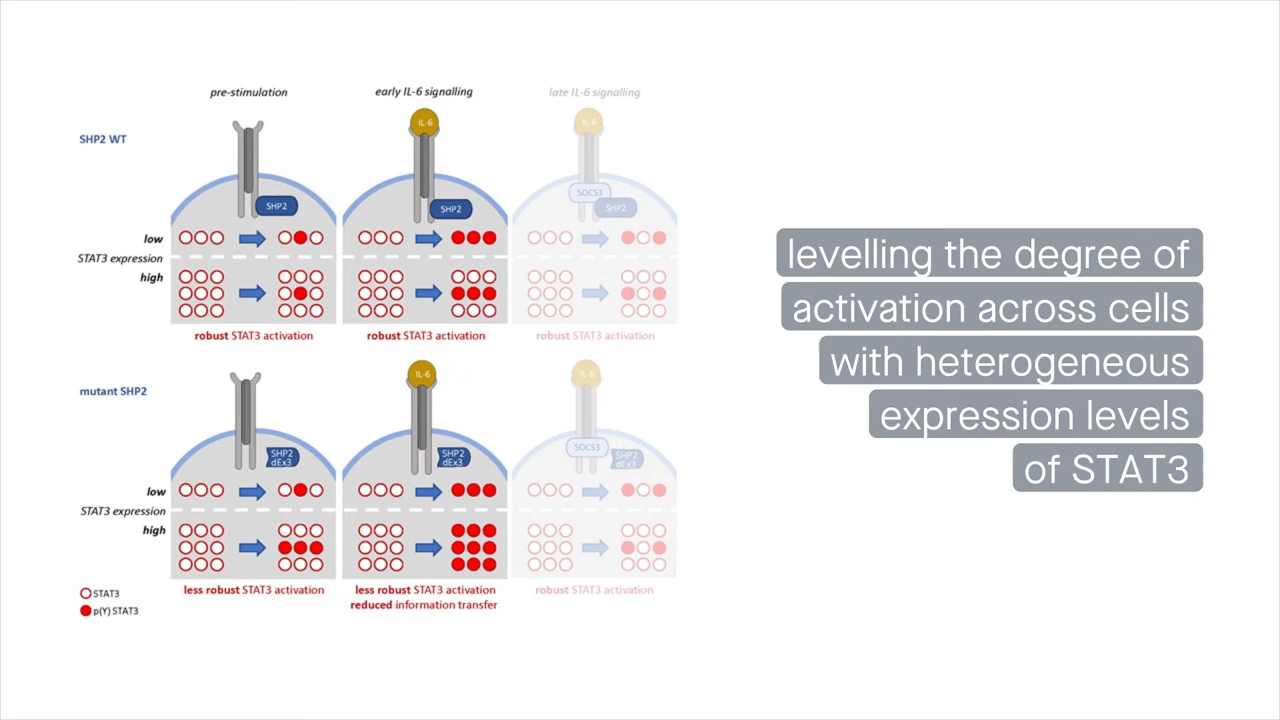 pre-stimulation
early IL-6 signalling
late IL-6 signalling
SHP2 WT
IL-6
IL-6
SOCS3
SHP2
SHP2
SHP2
low
STAT3 expression
high
robust STAT3 activation
robust STAT3 activation
robust STAT3 activation
mutant SHP2
IL-6
IL-6
SOCS3
SHP2
dEx3
SHP2
dEx3
SHP2
dEx3
low
STAT3 expression
high
less robust STAT3 activation
less robust STAT3 activation
reduced information transfer
robust STAT3 activation
STAT3
p(Y) STAT3
levelling the degree of
activation across cells
with heterogeneous
expression levels
of STAT3